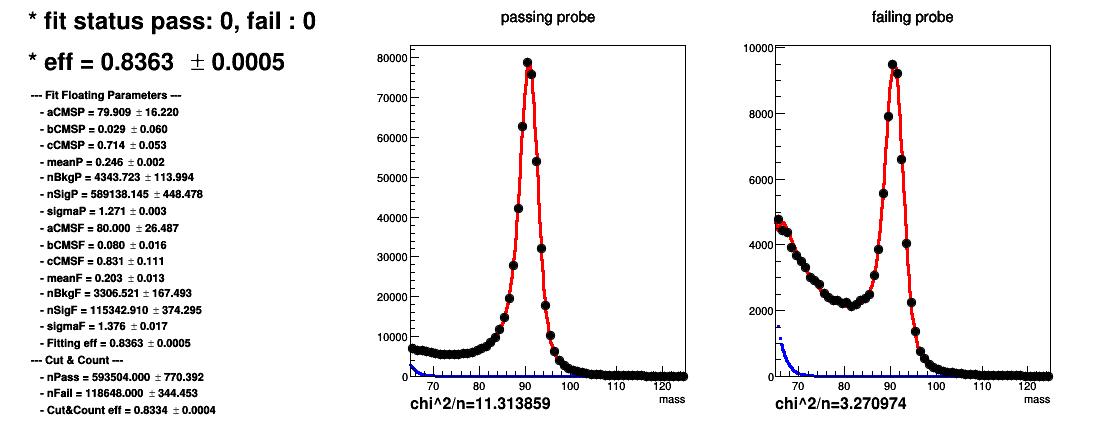 * fit status pass: 0, fail : 0
* eff = 0.8363 ± 0.0005
--- Fit Floating Parameters ---
- aCMSP = 79.909 ± 16.220
- bCMSP = 0.029 ± 0.060
- cCMSP = 0.714 ± 0.053
- meanP = 0.246 ± 0.002
- nBkgP = 4343.723 ± 113.994
- nSigP = 589138.145 ± 448.478
- sigmaP = 1.271 ± 0.003
- aCMSF = 80.000 ± 26.487
- bCMSF = 0.080 ± 0.016
- cCMSF = 0.831 ± 0.111
- meanF = 0.203 ± 0.013
- nBkgF = 3306.521 ± 167.493
- nSigF = 115342.910 ± 374.295
- sigmaF = 1.376 ± 0.017
- Fitting eff = 0.8363 ± 0.0005
--- Cut & Count ---
- nPass = 593504.000 ± 770.392
- nFail = 118648.000 ± 344.453
- Cut&Count eff = 0.8334 ± 0.0004
passing probe
80000
70000
60000
50000
40000
30000
20000
10000
0
70 80 90 100 110 120
mass
chi^2/n=11.313859
failing probe
10000
8000
6000
4000
2000
0
70 80 90 100 110 120
mass
chi^2/n=3.270974